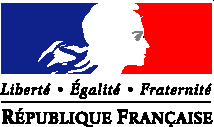 Liberté • Égalité • Fraternité
RÉPUBLIQUE FRANÇAISE